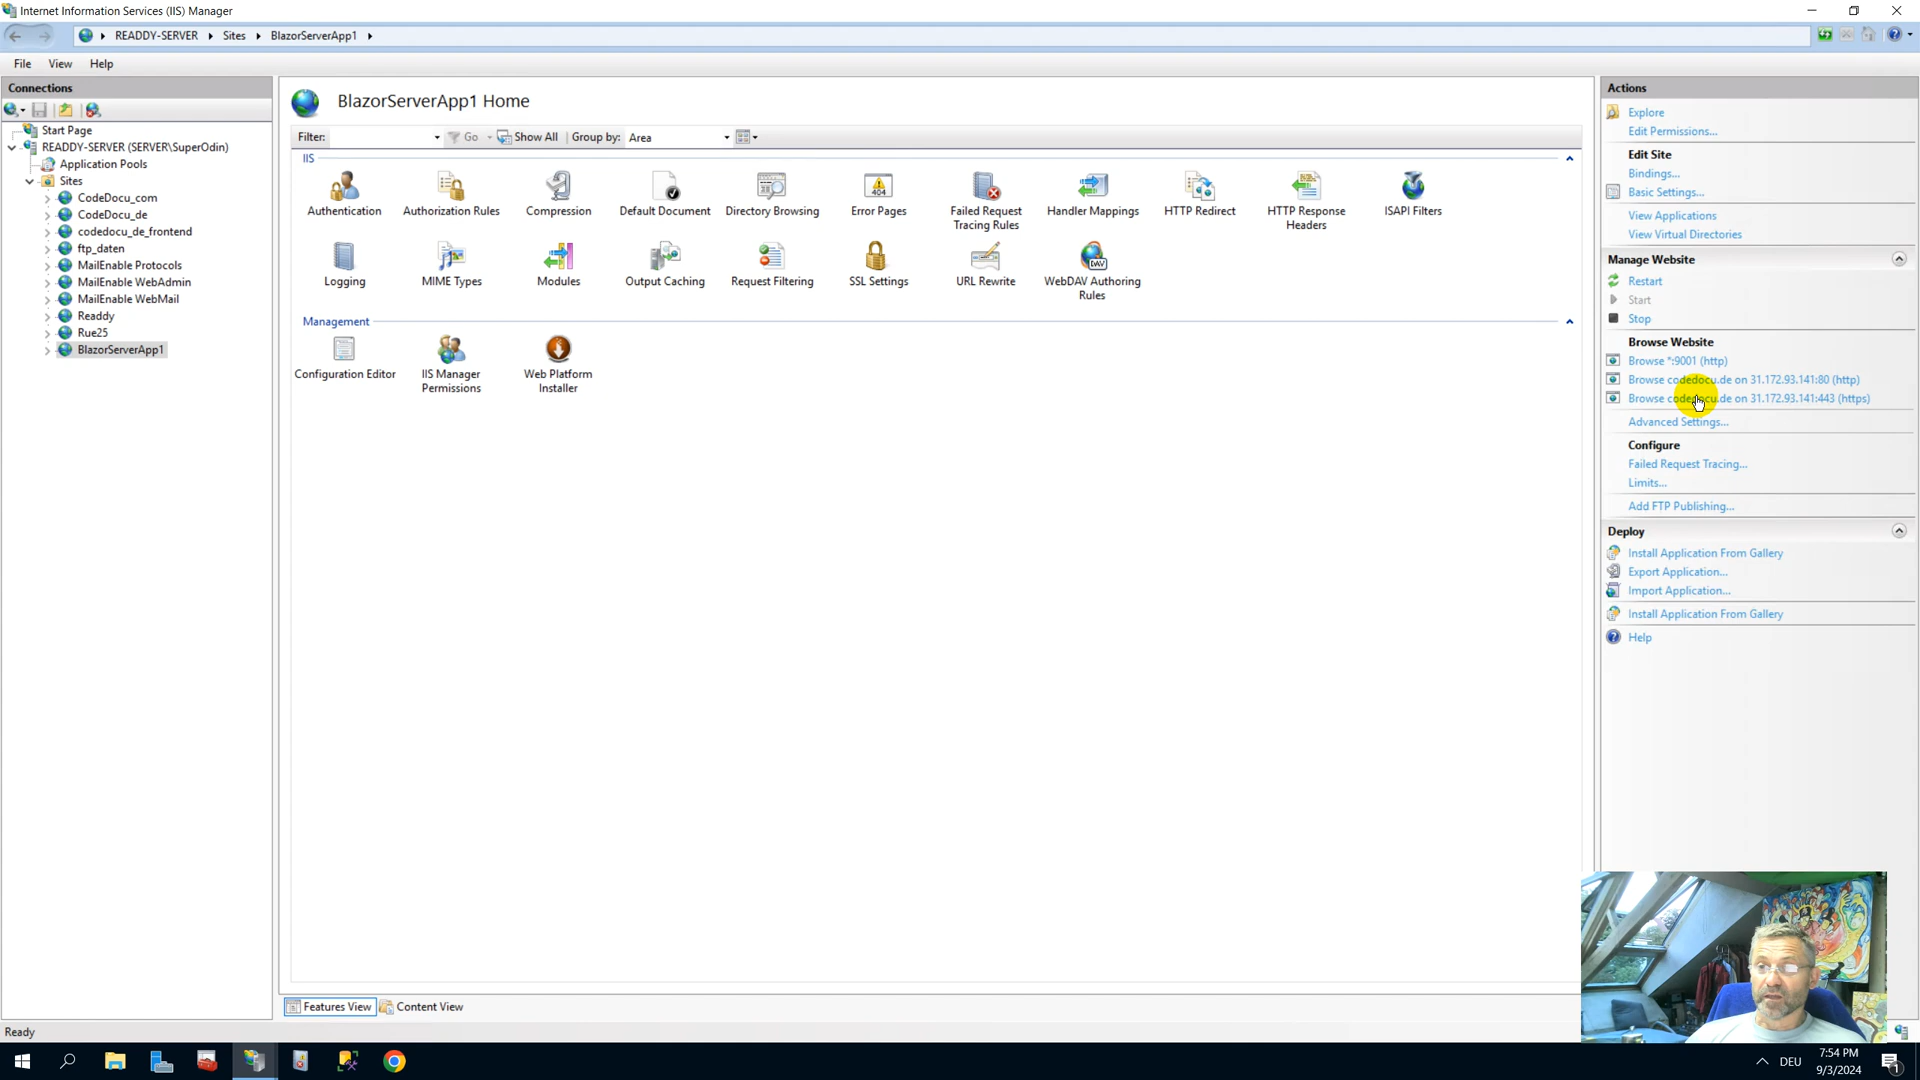 Internet Information Services (IIS) Manager
READDY-SERVER Sites BlazorServerApp1
File View Help
Connections
Start Page
READDY-SERVER (SERVER\SuperOdin)
Application Pools
Sites
CodeDocu_com
CodeDocu_de
codedocu_de_frontend
ftp_daten
MailEnable Protocols
MailEnable WebAdmin
MailEnable WebMail
Readdy
Rue25
BlazorServerApp1
BlazorServerApp1 Home
Filter: Go Show All Group by: Area
IIS
Authentication Authorization Rules Compression Default Document Directory Browsing Error Pages Failed Request Tracing Rules Handler Mappings HTTP Redirect HTTP Response Headers ISAPI Filters
Logging MIME Types Modules Output Caching Request Filtering SSL Settings URL Rewrite WebDAV Authoring Rules
Management
Configuration Editor IIS Manager Permissions Web Platform Installer
Features View Content View
Actions
Explore
Edit Permissions...
Edit Site
Bindings...
Basic Settings...
View Applications
View Virtual Directories
Manage Website
Restart
Start
Stop
Browse Website
Browse *:9001 (http)
Browse codedocu.de on 31.172.93.141:80 (http)
Browse codedocu.de on 31.172.93.141:443 (https)
Advanced Settings...
Configure
Failed Request Tracing...
Limits...
Add FTP Publishing...
Deploy
Install Application From Gallery
Export Application...
Import Application...
Install Application From Gallery
Help
Ready
DEU
7:54 PM
9/3/2024
1